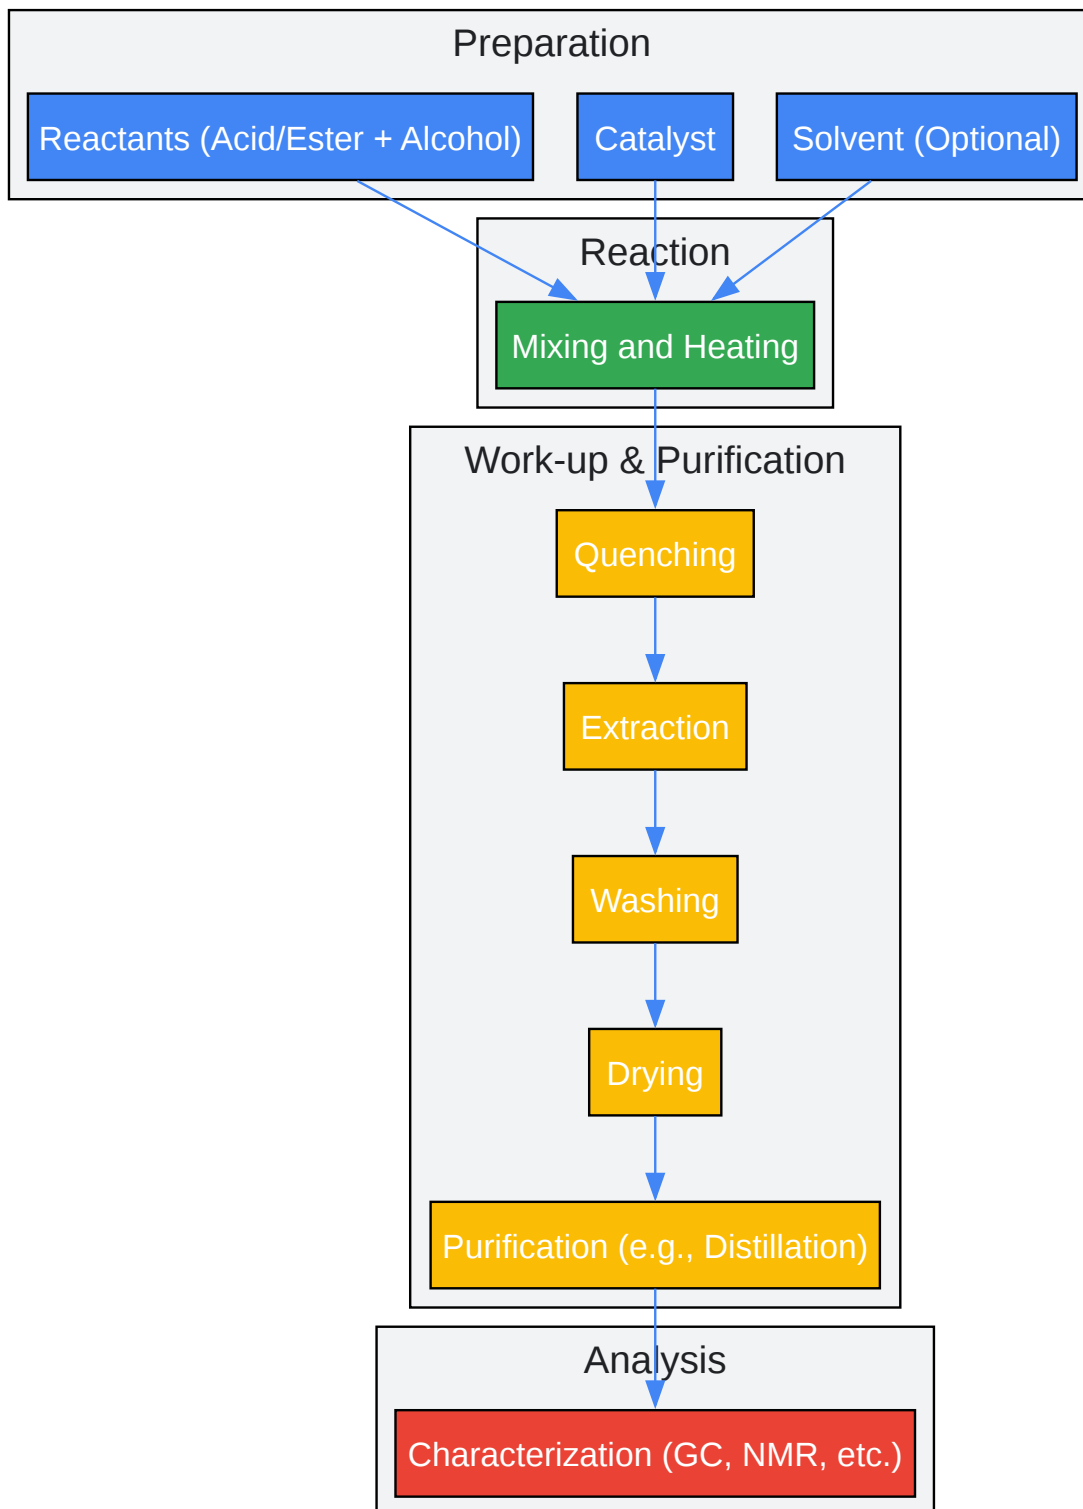 Preparation
Reactants (Acid/Ester + Alcohol)
Catalyst
Solvent (Optional)
Reaction
Mixing and Heating
Work-up & Purification
Quenching
Extraction
Washing
Drying
Purification (e.g., Distillation)
Analysis
Characterization (GC, NMR, etc.)